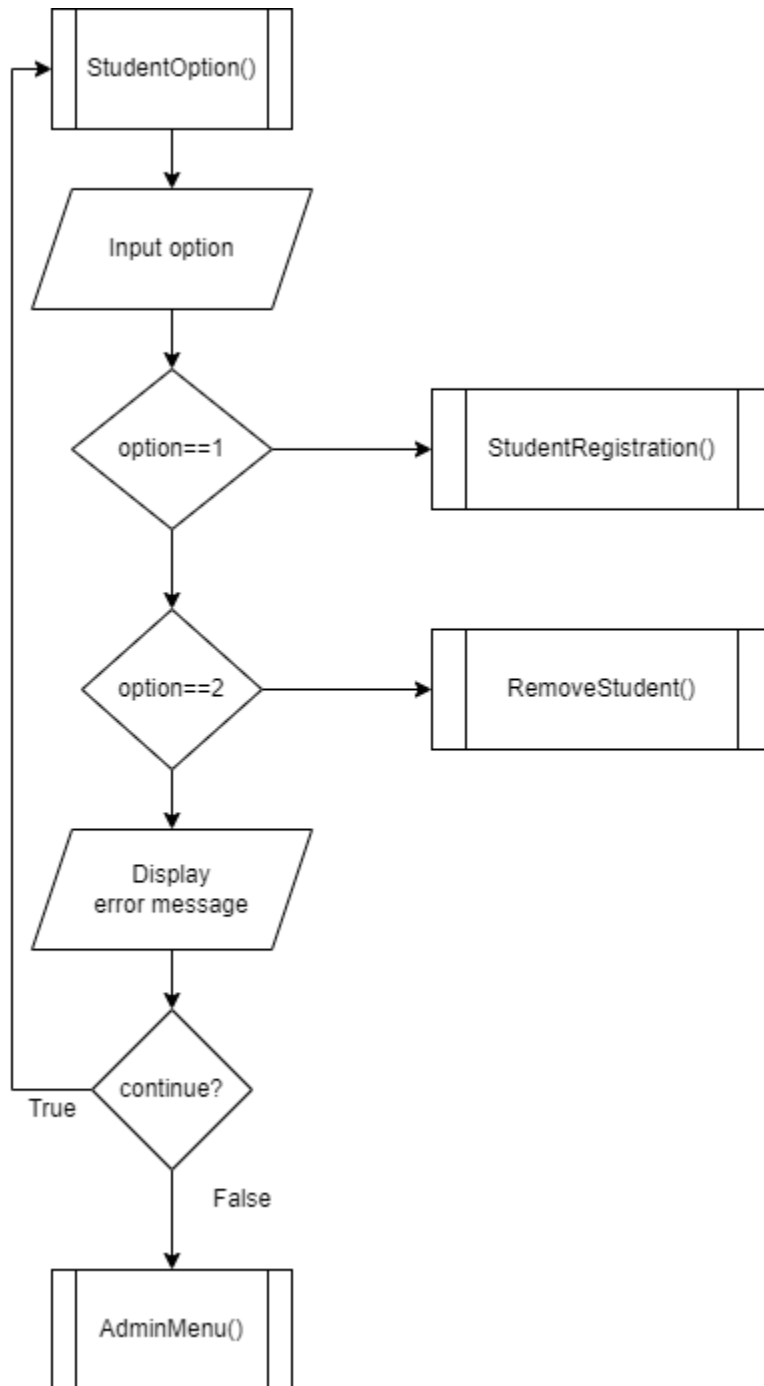 StudentOption()
Input option
option==1
StudentRegistration()
option==2
RemoveStudent()
Display
error message
continue?
True
False
AdminMenu()